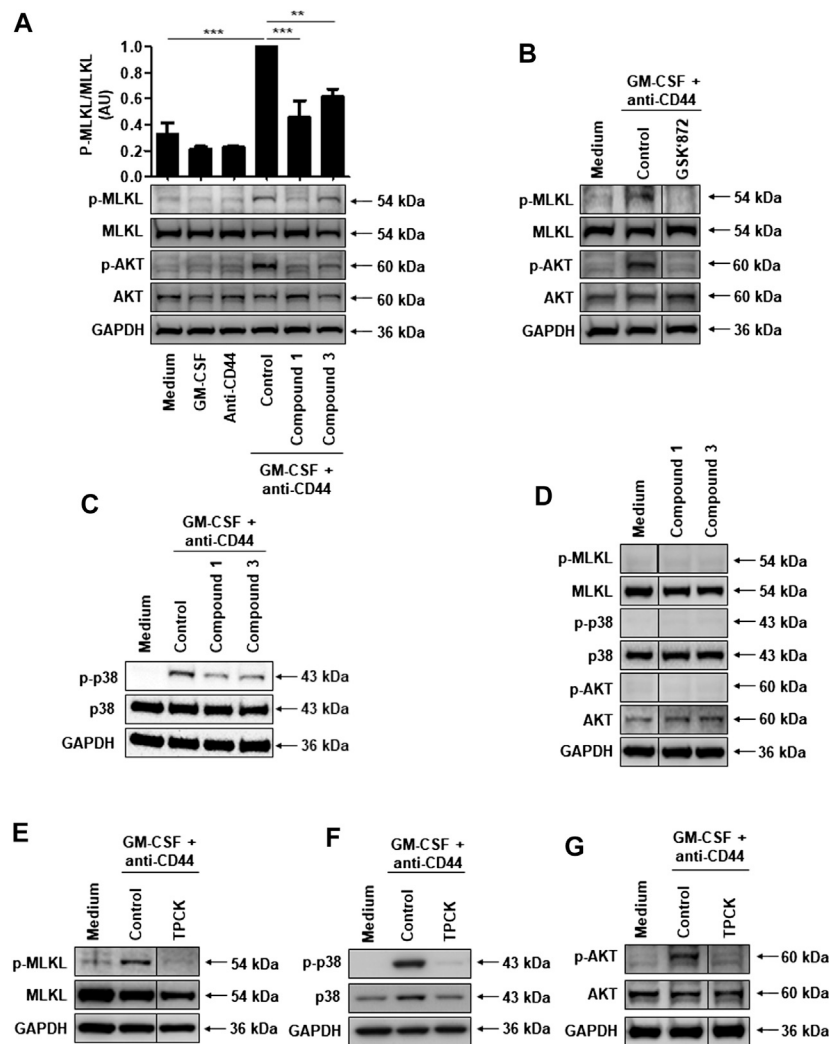 A
P-MLKL/MLKL
(AU)
1.0
0.8
0.6
0.4
0.2
0.0
***
**
***
p-MLKL
54 kDa
MLKL
54 kDa
p-AKT
60 kDa
AKT
60 kDa
GAPDH
36 kDa
Medium
GM-CSF
Anti-CD44
Control
Compound 1
Compound 3
GM-CSF +
anti-CD44
B
GM-CSF +
anti-CD44
Medium
Control
GSK'872
p-MLKL
54 kDa
MLKL
54 kDa
p-AKT
60 kDa
AKT
60 kDa
GAPDH
36 kDa
C
GM-CSF +
anti-CD44
Medium
Control
Compound 1
Compound 3
p-p38
43 kDa
p38
43 kDa
GAPDH
36 kDa
D
Medium
Compound 1
Compound 3
p-MLKL
54 kDa
MLKL
54 kDa
p-p38
43 kDa
p38
43 kDa
p-AKT
60 kDa
AKT
60 kDa
GAPDH
36 kDa
E
GM-CSF +
anti-CD44
Medium
Control
TPCK
p-MLKL
54 kDa
MLKL
54 kDa
GAPDH
36 kDa
F
GM-CSF +
anti-CD44
Medium
Control
TPCK
p-p38
43 kDa
p38
43 kDa
GAPDH
36 kDa
G
GM-CSF +
anti-CD44
Medium
Control
TPCK
p-AKT
60 kDa
AKT
60 kDa
GAPDH
36 kDa